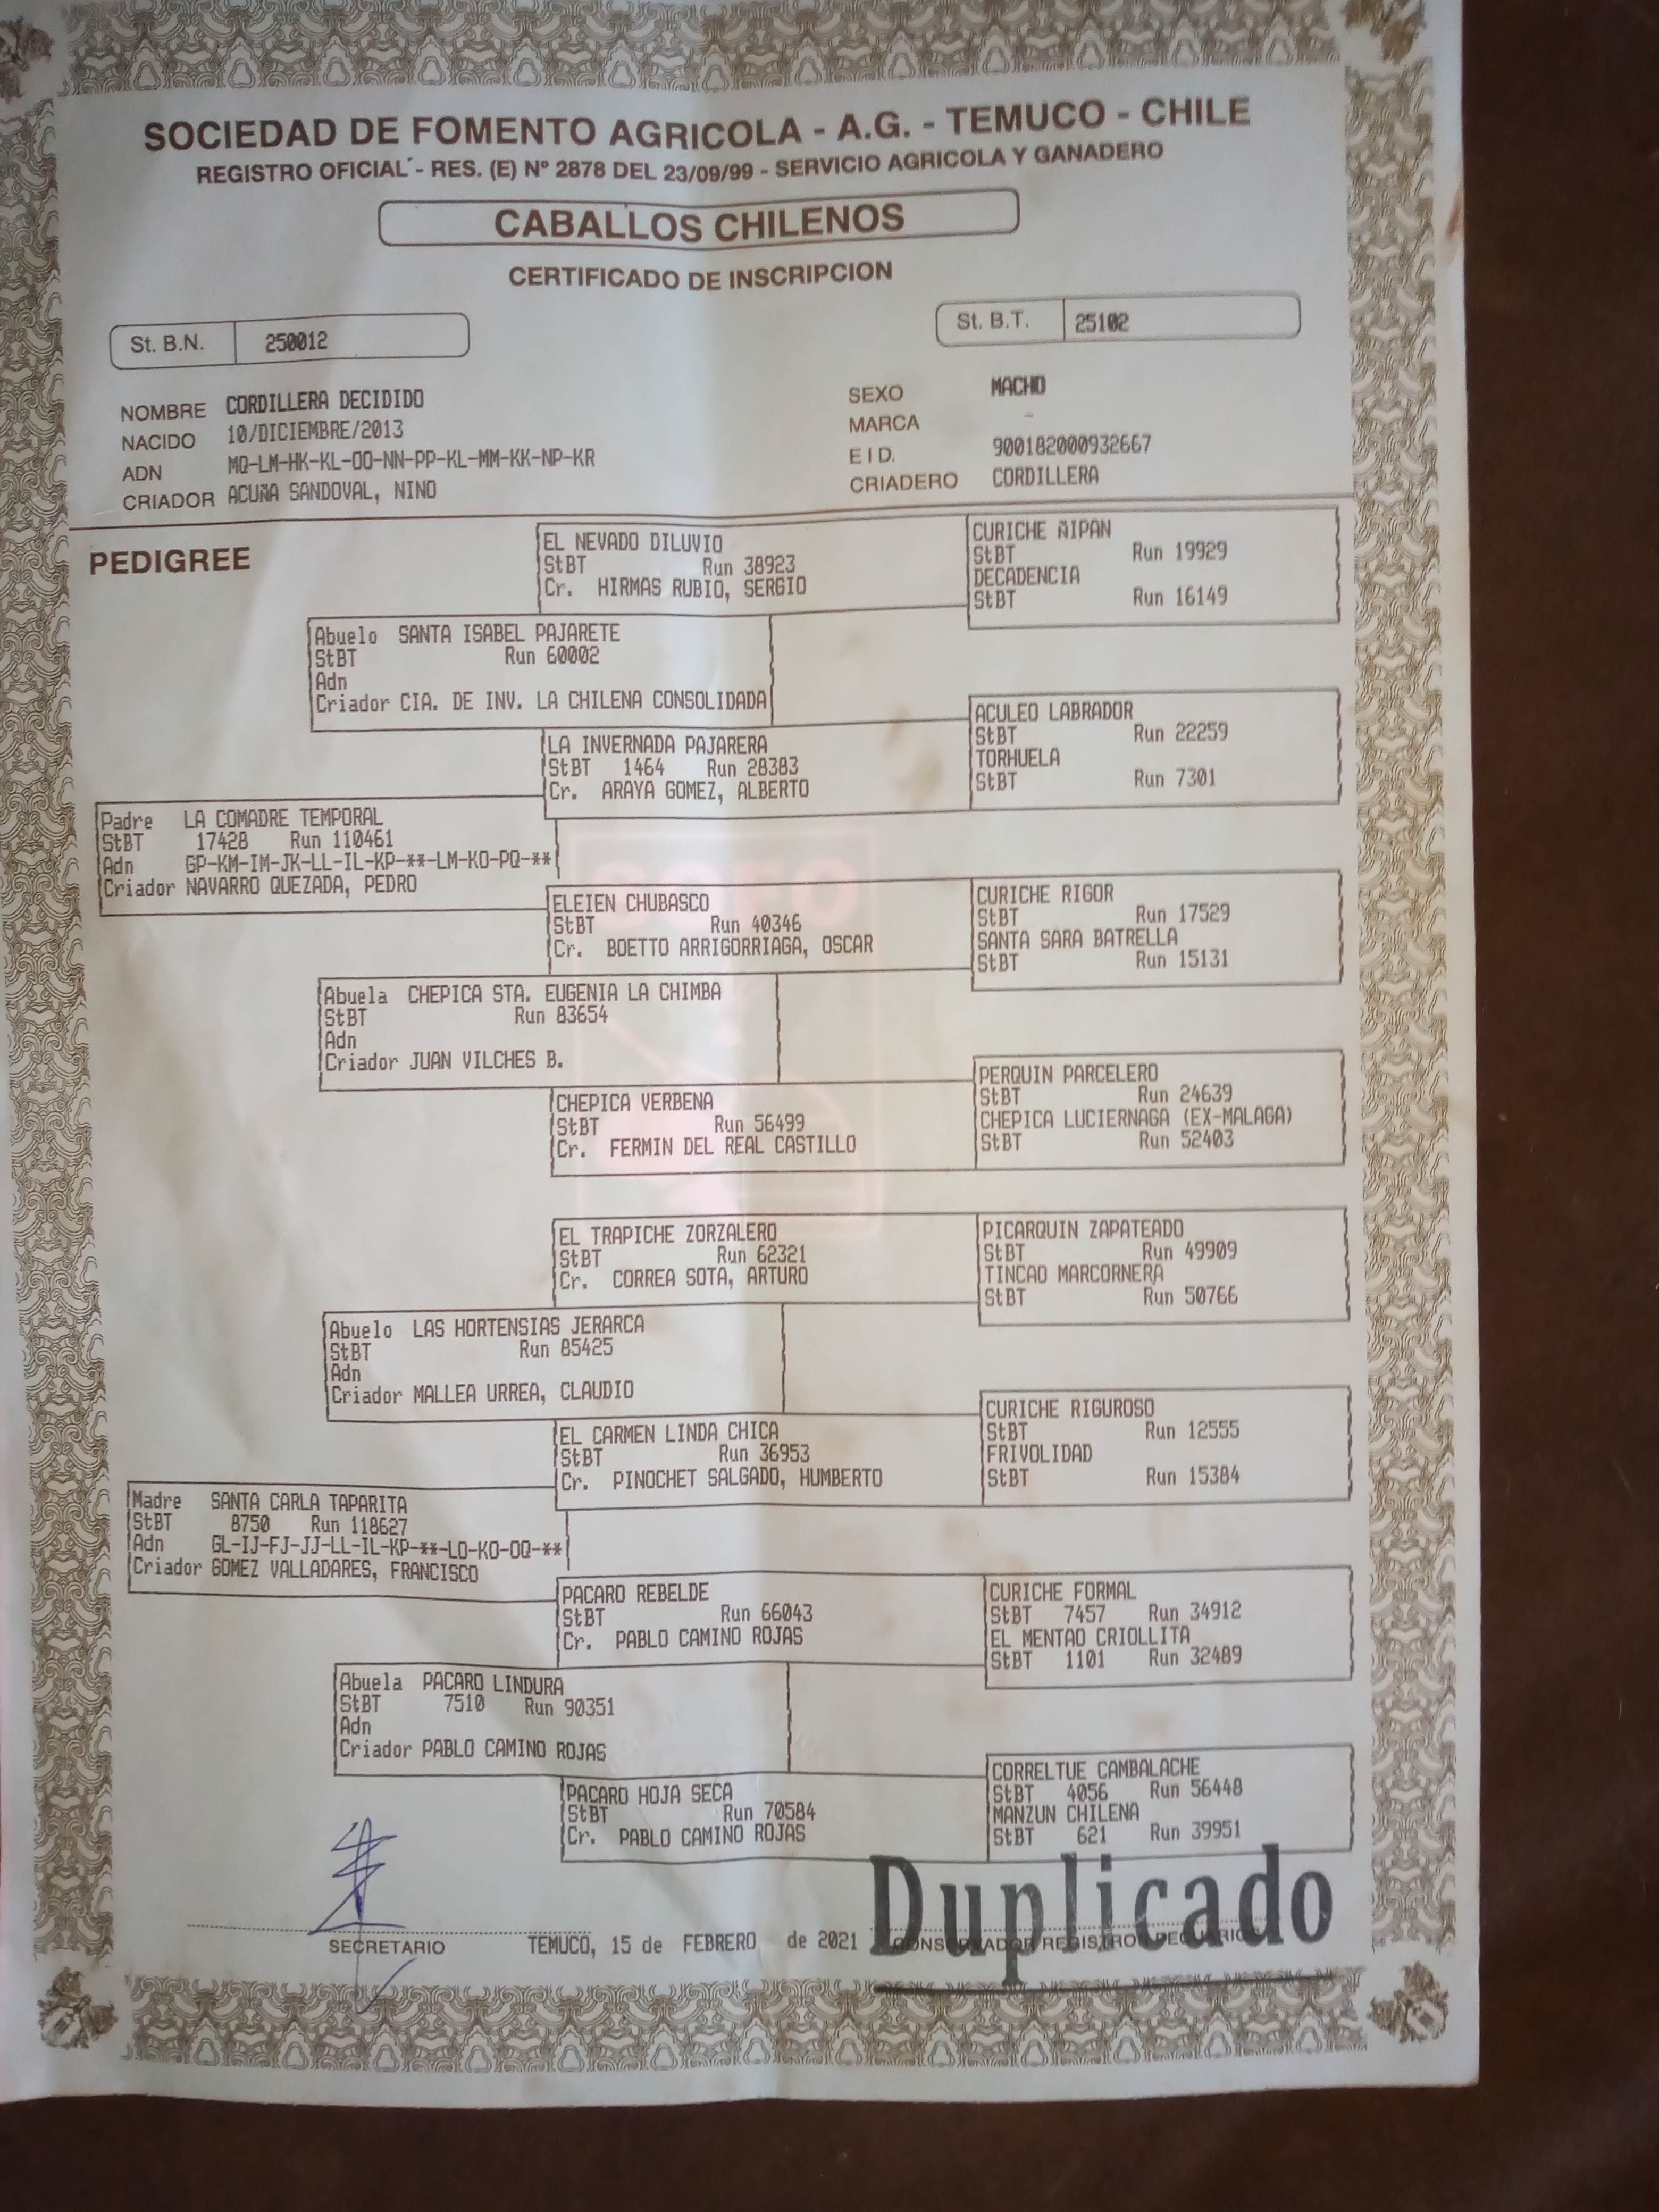 SOCIEDAD DE FOMENTO AGRICOLA - A.G. - TEMUCO - CHILE
REGISTRO OFICIAL - RES. (E) Nº 2878 DEL 23/09/99 - SERVICIO AGRICOLA Y GANADERO
CABALLOS CHILENOS
CERTIFICADO DE INSCRIPCION
St. B.N. 250012
St. B.T. 25102
NOMBRE CORDILLERA DECIDIDO
NACIDO 10/DICIEMBRE/2013
ADN MQ-LM-HK-KL-OO-NN-PP-KL-MM-KK-NP-KR
CRIADOR ACUÑA SANDOVAL, NINO
SEXO MACHO
MARCA -
EID. 900182000932667
CRIADERO CORDILLERA
PEDIGREE
EL NEVADO DILUVIO
StBT Run 38923
Cr. HIRMAS RUBIO, SERGIO
CURICHE ÑIPAN
StBT Run 19929
DECADENCIA
StBT Run 16149
Abuelo SANTA ISABEL PAJARETE
StBT Run 60002
Adn
Criador CIA. DE INV. LA CHILENA CONSOLIDADA
LA INVERNADA PAJARERA
StBT 1464 Run 28383
Cr. ARAYA GOMEZ, ALBERTO
ACULEO LABRADOR
StBT Run 22259
TORHUELA
StBT Run 7301
Padre LA COMADRE TEMPORAL
StBT 17428 Run 110461
Adn GP-KM-IM-JK-LL-IL-KP-**-LM-KO-PQ-**
Criador NAVARRO QUEZADA, PEDRO
ELEIEN CHUBASCO
StBT Run 40346
Cr. BOETTO ARRIGORRIAGA, OSCAR
CURICHE RIGOR
StBT Run 17529
SANTA SARA BATRELLA
StBT Run 15131
Abuela CHEPICA STA. EUGENIA LA CHIMBA
StBT Run 83654
Adn
Criador JUAN VILCHES B.
CHEPICA VERBENA
StBT Run 56499
Cr. FERMIN DEL REAL CASTILLO
PERQUIN PARCELERO
StBT Run 24639
CHEPICA LUCIERNAGA (EX-MALAGA)
StBT Run 52403
EL TRAPICHE ZORZALERO
StBT Run 62321
Cr. CORREA SOTA, ARTURO
PICARQUIN ZAPATEADO
StBT Run 49909
TINCAO MARCORNERA
StBT Run 50766
Abuelo LAS HORTENSIAS JERARCA
StBT Run 85425
Adn
Criador MALLEA URREA, CLAUDIO
EL CARMEN LINDA CHICA
StBT Run 36953
Cr. PINOCHET SALGADO, HUMBERTO
CURICHE RIGUROSO
StBT Run 12555
FRIVOLIDAD
StBT Run 15384
Madre SANTA CARLA TAPARITA
StBT 8750 Run 118627
Adn GL-IJ-FJ-JJ-LL-IL-KP-**-LO-KO-OQ-**
Criador GOMEZ VALLADARES, FRANCISCO
PACARO REBELDE
StBT Run 66043
Cr. PABLO CAMINO ROJAS
CURICHE FORMAL
StBT 7457 Run 34912
EL MENTAO CRIOLLITA
StBT 1101 Run 32489
Abuela PACARO LINDURA
StBT 7510 Run 90351
Adn
Criador PABLO CAMINO ROJAS
PACARO HOJA SECA
StBT Run 70584
Cr. PABLO CAMINO ROJAS
CORRELTUE CAMBALACHE
StBT 4056 Run 56448
MANZUN CHILENA
StBT 621 Run 39951
Duplicado
SECRETARIO
TEMUCO, 15 de FEBRERO de 2021